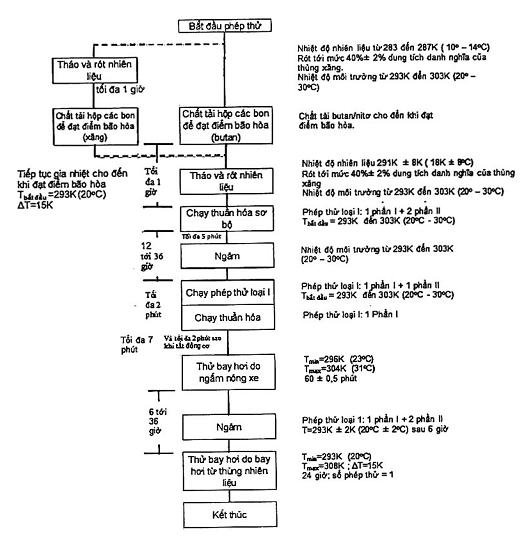 Bắt đầu phép thử
Nhiệt độ nhiên liệu từ 283 đến 287K ( 10º – 14ºC)
Rót tới mức 40%± 2% dung tích danh nghĩa của
thùng xăng.
Nhiệt độ môi trường từ 293K đến 303K (20º –
30ºC)
Tháo và rót nhiên
liệu
tối đa 1 giờ
Chất tải hộp các bon
để đạt điểm bão hòa
(xăng)
Chất tải hộp các bon
để đạt điểm bão hòa
(butan)
Chất tải butan/nitơ cho đến khi đạt
điểm bão hòa.
Tiếp tục gia nhiệt cho đến
khi đạt điểm bão hòa
T bắt đầu =293K(20ºC)
ΔT=15K
Tối
đa 1
giờ
Tháo và rót nhiên
liệu
Nhiệt độ nhiên liệu 291K ± 8K ( 18K ± 8ºC)
Rót tới mức 40%± 2% dung tích danh nghĩa của thùng
xăng
Nhiệt độ môi trường từ 293K đến 303K (20º – 30ºC)
Chạy thuần hóa sơ
bộ
Phép thử loại I: 1 phần I + 2 phần II
T bắt đầu = 293K đến 303K (20ºC - 30ºC)
Tối đa 5 phút
12
tới 36
giờ
Ngâm
Nhiệt độ môi trường từ 293K đến 303K
(20º – 30ºC)
Tối
đa 2
phút
Chạy phép thử loại I
Phép thử loại I: 1 phần I + 1 phần II
T bắt đầu = 293K đến 303K (20ºC - 30ºC)
Chạy thuần hóa
Phép thử loại I: 1 Phần I
Tối đa 7
phút
Và tối đa 2 phút sau
khi tắt động cơ
Thử bay hơi do
ngấm nóng xe
Tmin=296K (23ºC)
Tmax=304K (31ºC)
60 ± 0,5 phút
6 tới
36
giờ
Ngâm
Phép thử loại 1: 1 phần I + 2 phần II
T=293K ± 2K (20ºC ± 2ºC) sau 6 giờ
Thử bay hơi do bay
hơi từ thùng nhiên
liệu
Tmin=293K (20ºC)
Tmax=308K ; ΔT=15K
24 giờ; số phép thử = 1
Kết thúc